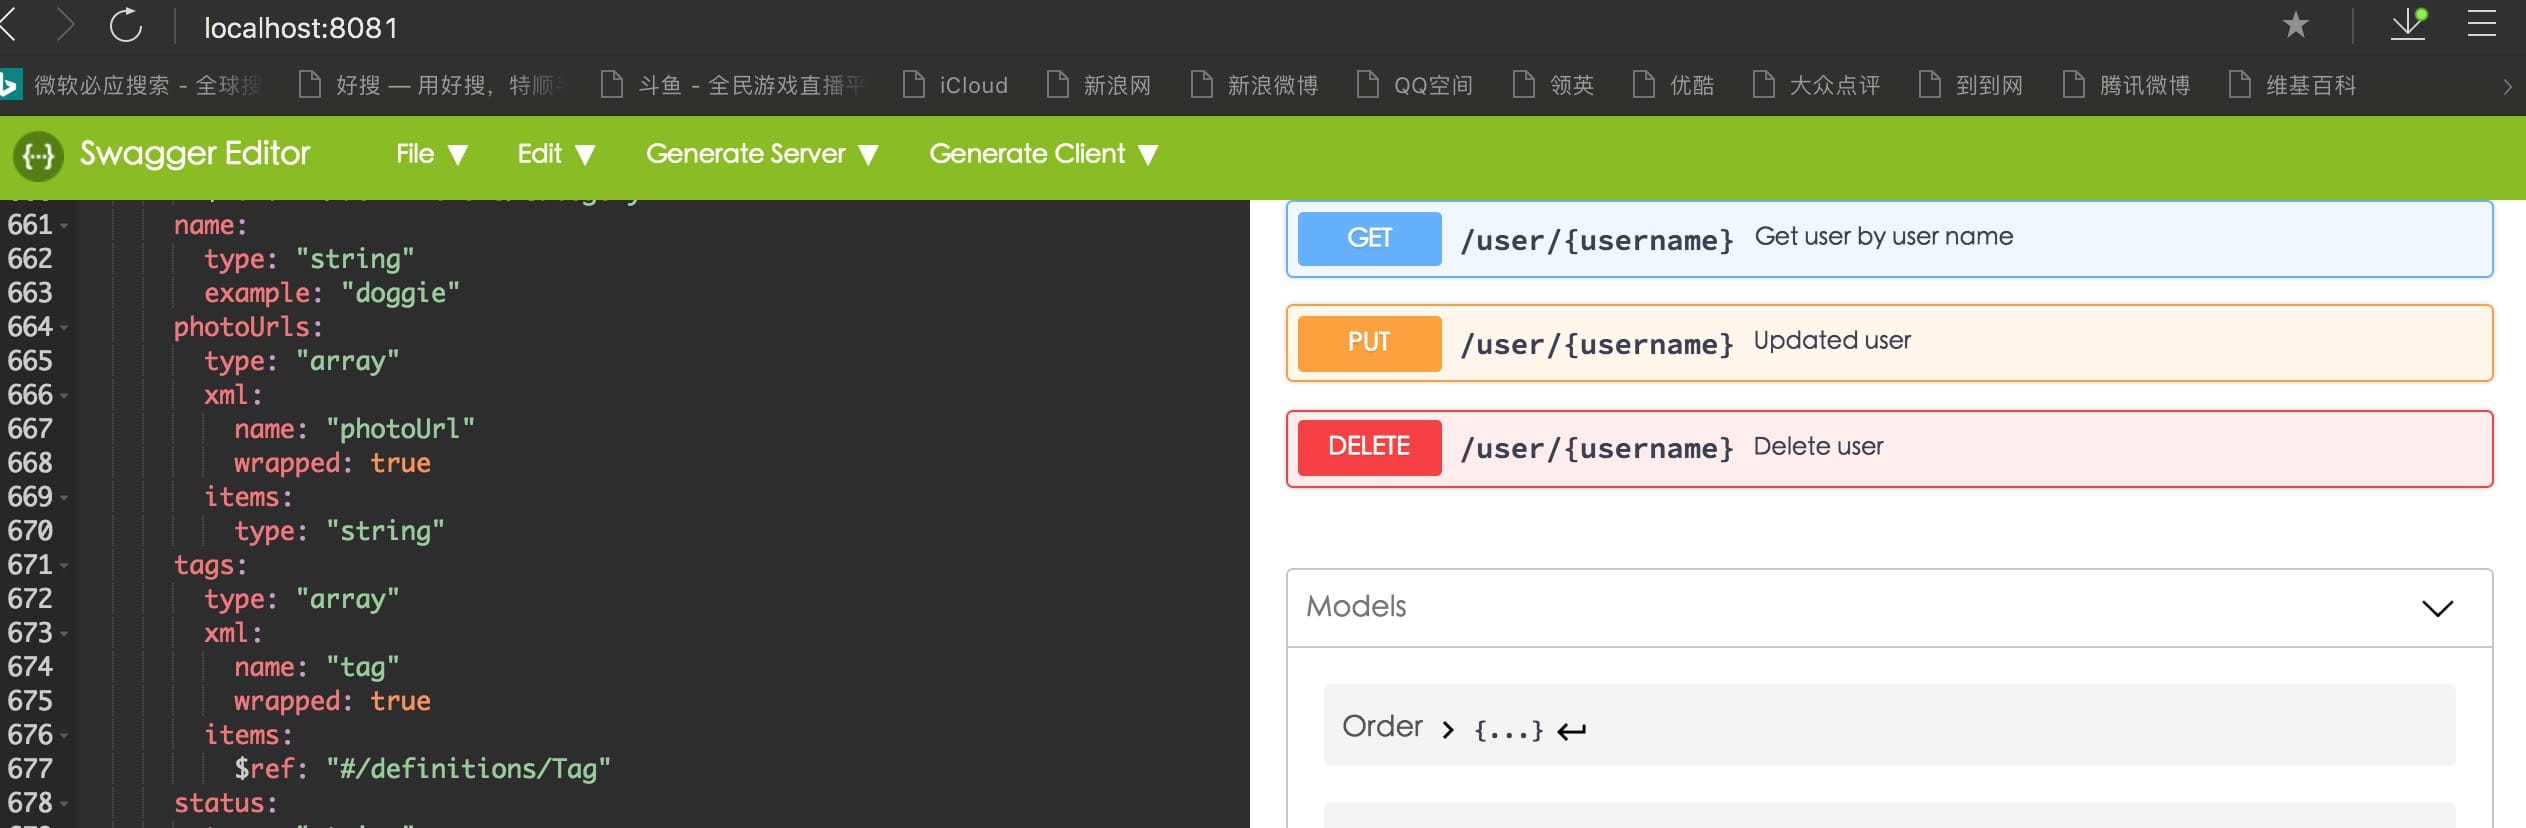 localhost:8081
微软必应搜索 - 全球搜
好搜 — 用好搜，特顺
斗鱼 - 全民游戏直播平
iCloud
新浪网
新浪微博
QQ空间
领英
优酷
大众点评
到到网
腾讯微博
维基百科
{···} Swagger Editor
File ▼
Edit ▼
Generate Server ▼
Generate Client ▼
661 name:
662 type: "string"
663 example: "doggie"
664 photoUrls:
665 type: "array"
666 xml:
667 name: "photoUrl"
668 wrapped: true
669 items:
670 type: "string"
671 tags:
672 type: "array"
673 xml:
674 name: "tag"
675 wrapped: true
676 items:
677 $ref: "#/definitions/Tag"
678 status:
GET /user/{username} Get user by user name
PUT /user/{username} Updated user
DELETE /user/{username} Delete user
Models
Order > {...} ↵